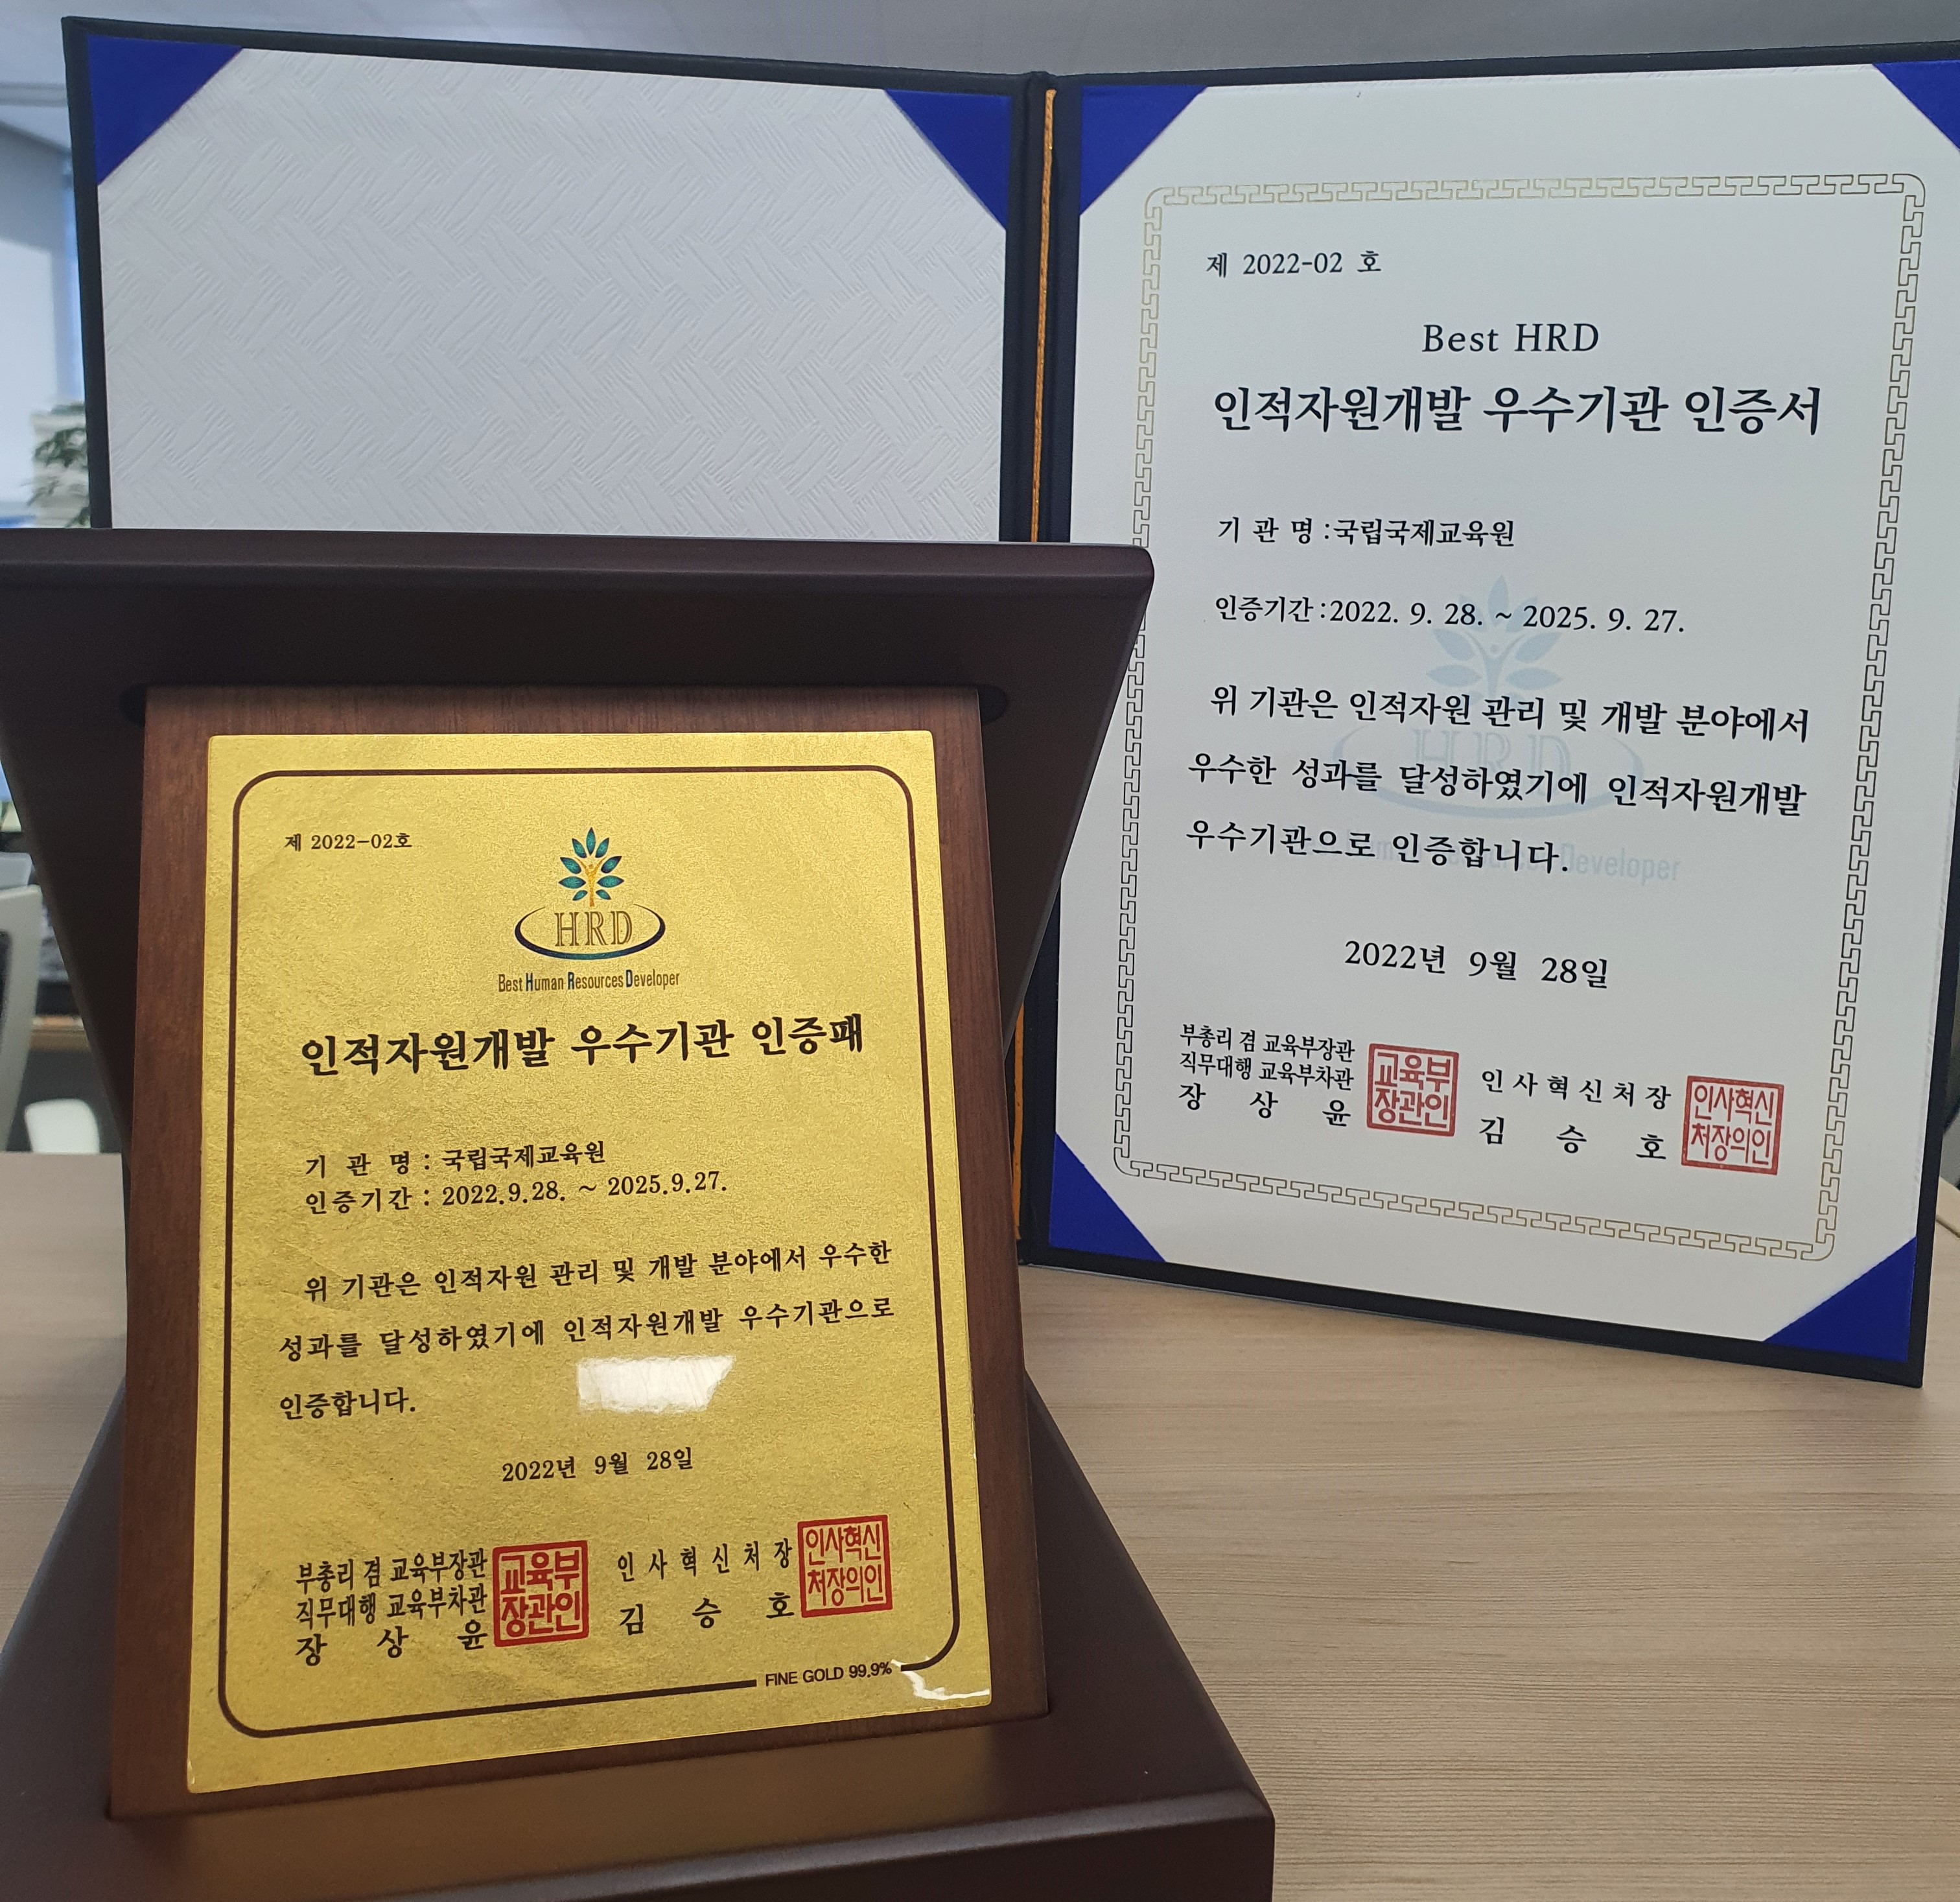 제 2022-02호
HRD
Best Human Resources Developer
인적자원개발 우수기관 인증패
기 관 명 : 국립국제교육원
인증기간 : 2022.9.28. ~ 2025.9.27.
위 기관은 인적자원 관리 및 개발 분야에서 우수한
성과를 달성하였기에 인적자원개발 우수기관으로
인증합니다.
2022년 9월 28일
부총리 겸 교육부장관
직무대행 교육부차관
장 상 윤
교육부
장관인
인 사 혁 신 처 장
김 승 호
인사혁신
처장의인
FINE GOLD 99.9%
제 2022-02 호
Best HRD
인적자원개발 우수기관 인증서
기 관 명 :국립국제교육원
인증기간 :2022. 9. 28. ~ 2025. 9. 27.
위 기관은 인적자원 관리 및 개발 분야에서
우수한 성과를 달성하였기에 인적자원개발
우수기관으로 인증합니다.
HRD
Developer
2022년 9월 28일
부총리 겸 교육부장관
직무대행 교육부차관
장 상 윤
교육부
장관인
인 사 혁 신 처 장
김 승 호
인사혁신
처장의인